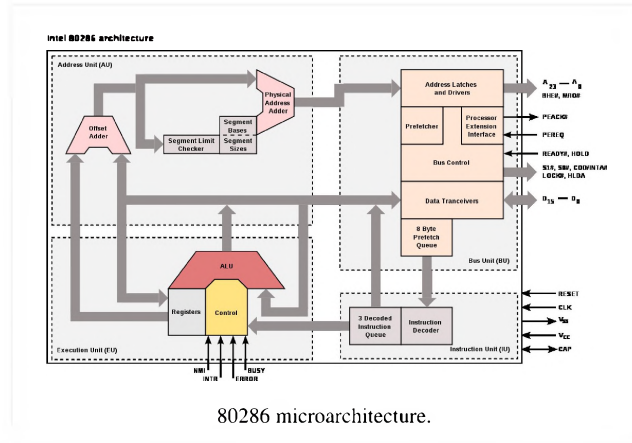 Intel 80286 architecture
Address Unit (AU)
Offset
Adder
Segment Limit
Checker
Segment
Bases
Segment
Sizes
Physical
Address
Adder
Address Latches
and Drivers
Prefetcher
Processor
Extension
Interface
Bus Control
Data Tranceivers
8 Byte
Prefetch
Queue
Bus Unit (BU)
A23 — A0
BHE#, M/IO#
PEACK#
PEREQ
READY#, HOLD
S1#, S0#, COD/INTA#
LOCK#, HLDA
D15 — D0
ALU
Registers
Control
Execution Unit (EU)
NMI
INTR
ERROR
BUSY
3 Decoded
Instruction
Queue
Instruction
Decoder
Instruction Unit (IU)
RESET
CLK
VSS
VCC
CAP
80286 microarchitecture.